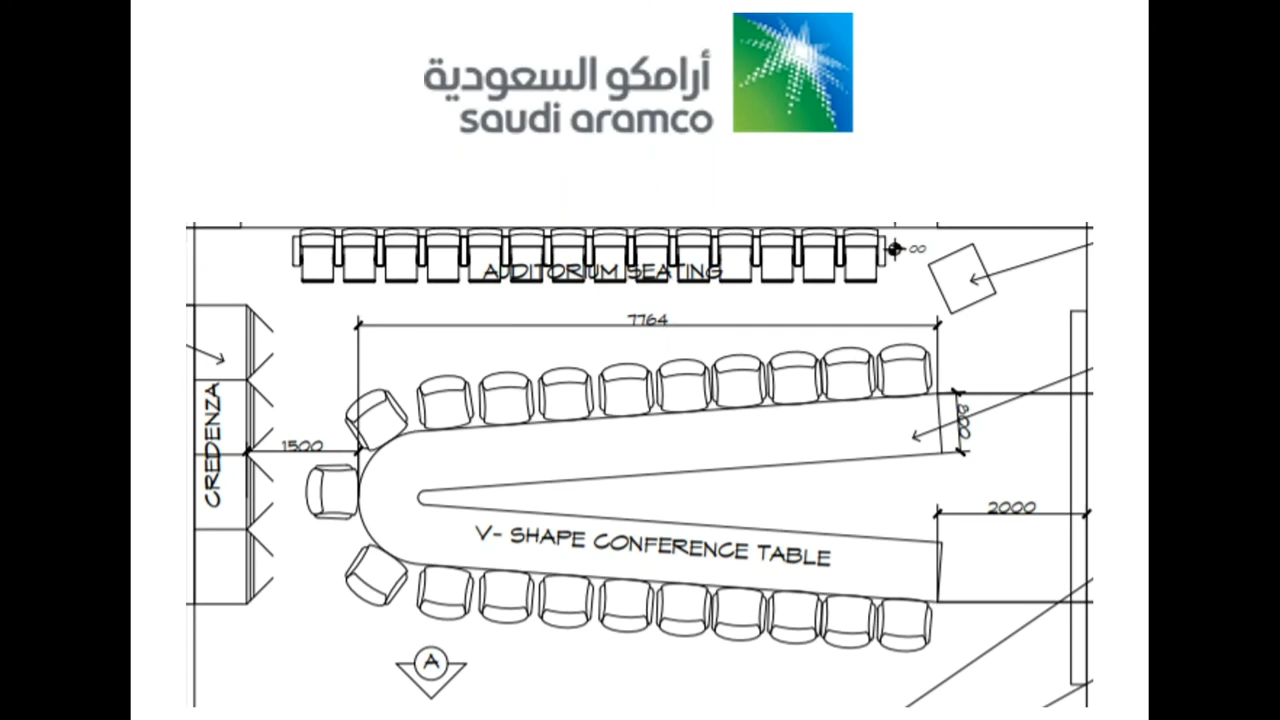 أرامكو السعودية
saudi aramco
AUDITORIUM SEATING
7764
CREDENZA
1500
800
2000
V- SHAPE CONFERENCE TABLE
A